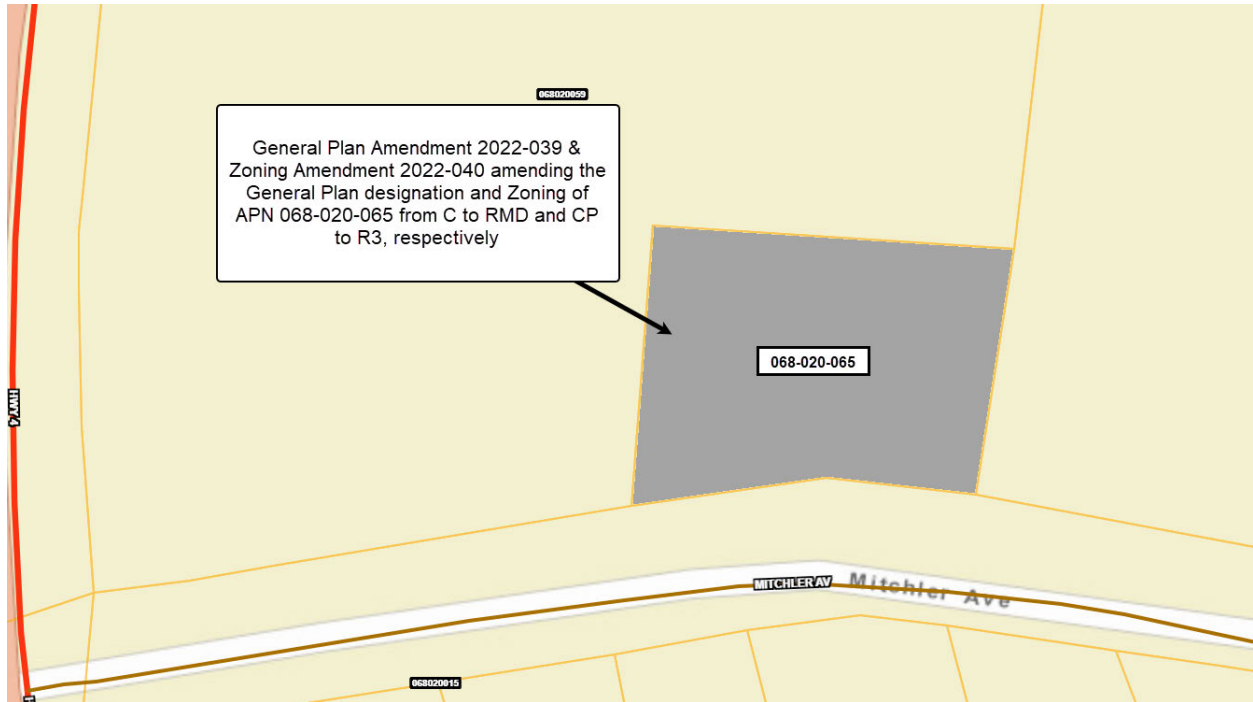 068020059
General Plan Amendment 2022-039 &
Zoning Amendment 2022-040 amending the
General Plan designation and Zoning of
APN 068-020-065 from C to RMD and CP
to R3, respectively
068-020-065
HWY 4
MITCHLER AV Mitchler Ave
068020015